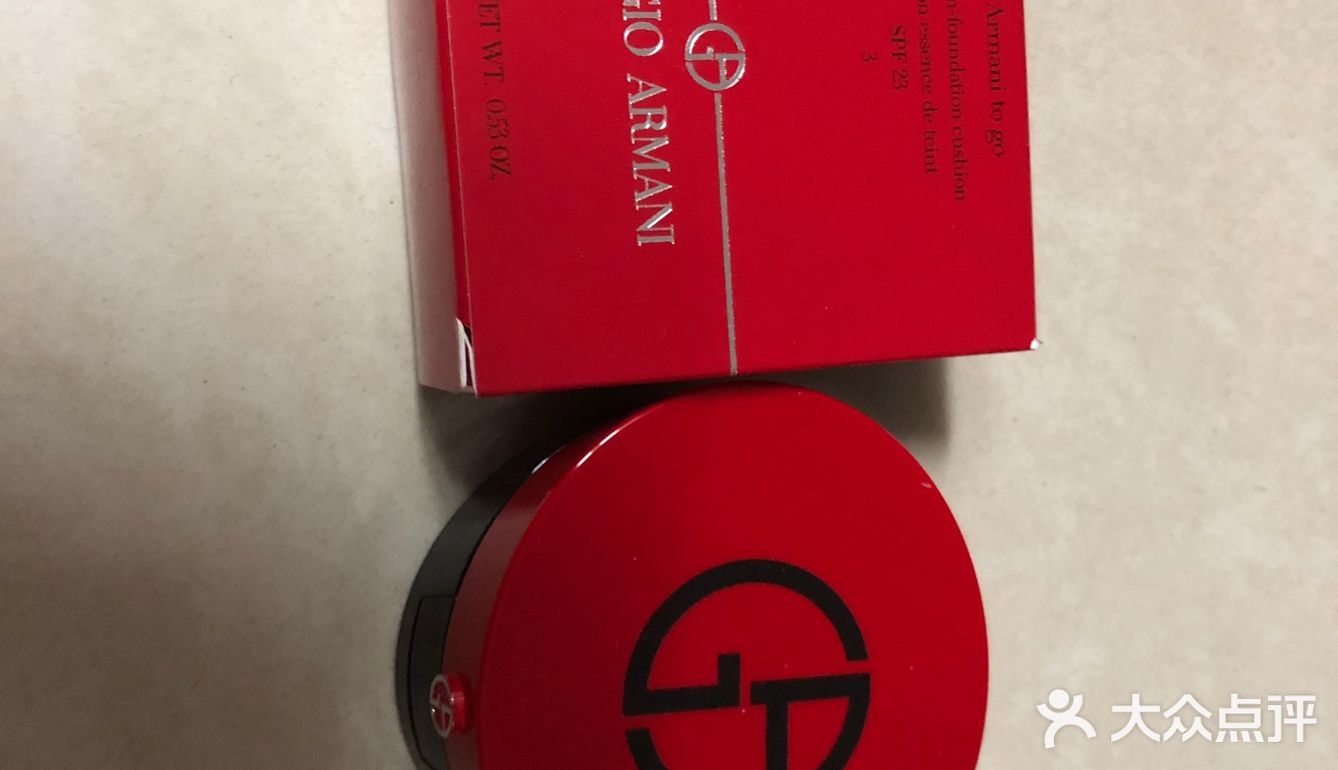 Armani to go
n-foundation cushion
on essence de teint
SPF 23
3
GIO ARMANI
ET WT. 0.53 OZ.
大众点评